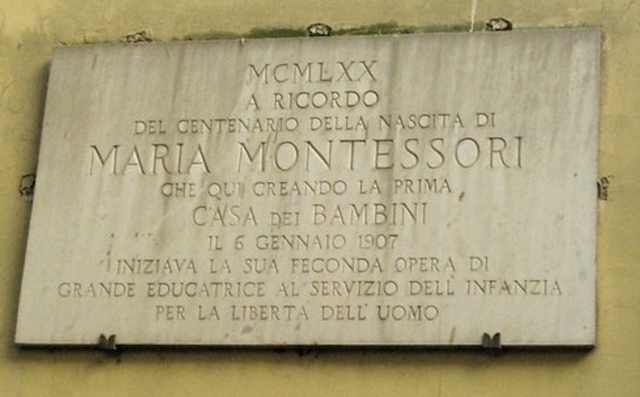 MCMLXX
A RICORDO
DEL CENTENARIO DELLA NASCITA DI
MARIA MONTESSORI
CHE QUI CREANDO LA PRIMA
CASA DEI BAMBINI
IL 6 GENNAIO 1907
INIZIAVA LA SUA FECONDA OPERA DI
GRANDE EDUCATRICE AL SERVIZIO DELL'INFANZIA
PER LA LIBERTA DELL'UOMO